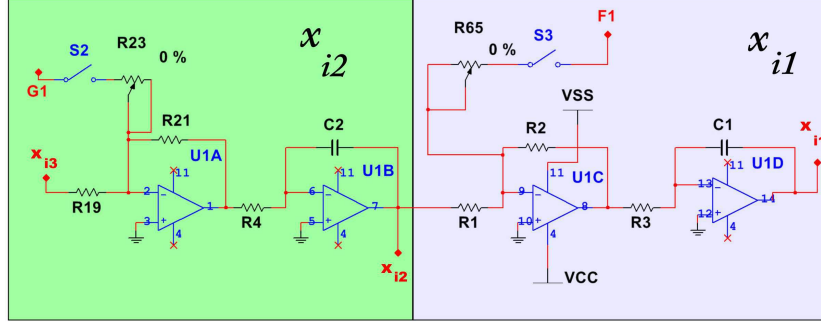 x i2
x i1
S2
R23
0 %
G1
R21
U1A
x i3
R19
2
3
11
1
4
R4
C2
U1B
6
5
11
7
4
x i2
R65
0 %
S3
F1
VSS
R2
U1C
R1
9
10
11
8
4
VCC
R3
C1
U1D
13
12
11
14
4